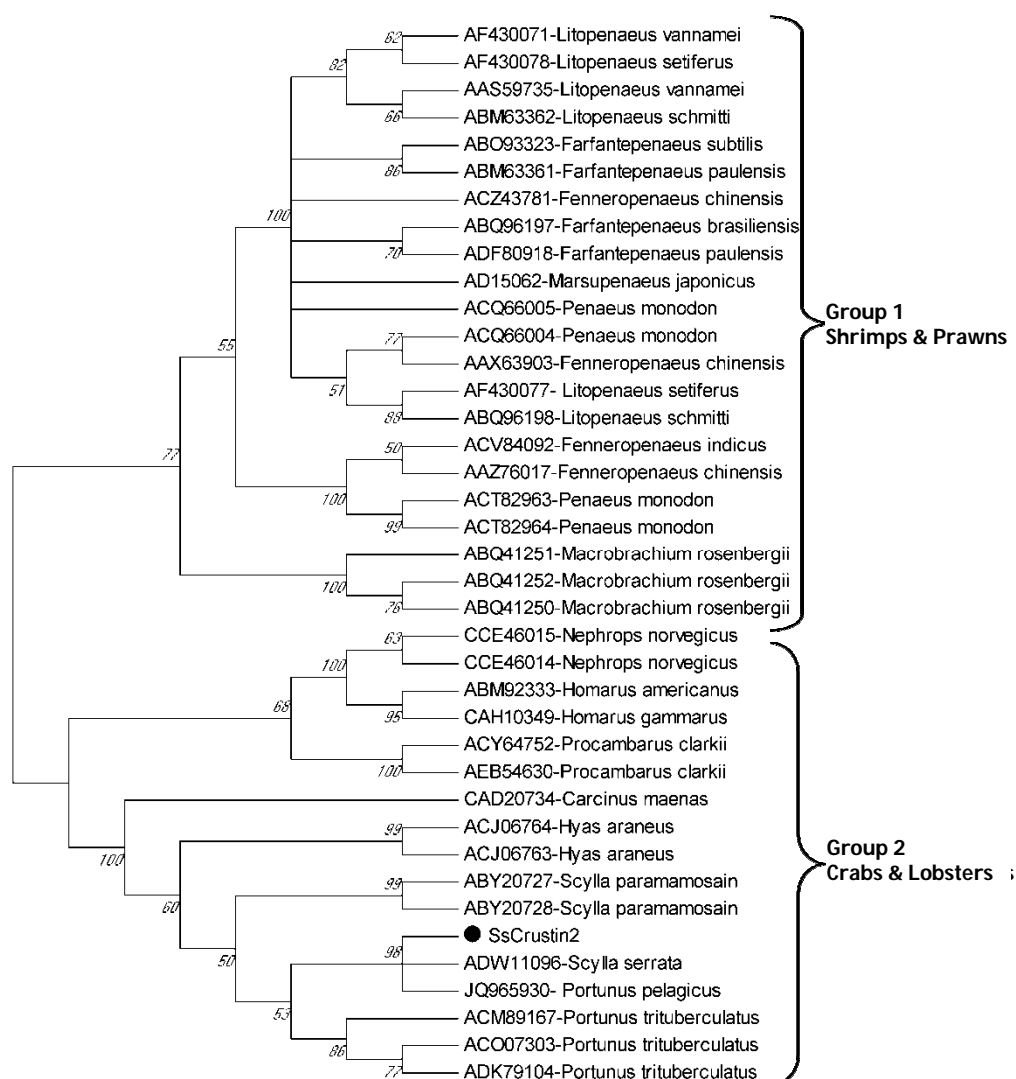 62
AF430071-Litopenaeus vannamei
AF430078-Litopenaeus setiferus
82
AAS59735-Litopenaeus vannamei
ABM63362-Litopenaeus schmitti
66
ABO93323-Farfantepenaeus subtilis
ABM63361-Farfantepenaeus paulensis
86
ACZ43781-Fenneropenaeus chinensis
100
ABQ96197-Farfantepenaeus brasiliensis
ADF80918-Farfantepenaeus paulensis
70
AD15062-Marsupenaeus japonicus
ACQ66005-Penaeus monodon
Group 1
Shrimps & Prawns
55
77
ACQ66004-Penaeus monodon
AAX63903-Fenneropenaeus chinensis
51
AF430077- Litopenaeus setiferus
ABQ96198-Litopenaeus schmitti
88
77
50
ACV84092-Fenneropenaeus indicus
AAZ76017-Fenneropenaeus chinensis
100
ACT82963-Penaeus monodon
ACT82964-Penaeus monodon
99
ABQ41251-Macrobrachium rosenbergii
100
ABQ41252-Macrobrachium rosenbergii
ABQ41250-Macrobrachium rosenbergii
76
63
CCE46015-Nephrops norvegicus
CCE46014-Nephrops norvegicus
100
ABM92333-Homarus americanus
CAH10349-Homarus gammarus
95
68
ACY64752-Procambarus clarkii
AEB54630-Procambarus clarkii
100
CAD20734-Carcinus maenas
100
99
ACJ06764-Hyas araneus
ACJ06763-Hyas araneus
Group 2
Crabs & Lobsters s
60
99
ABY20727-Scylla paramamosain
ABY20728-Scylla paramamosain
50
SsCrustin2
98
ADW11096-Scylla serrata
JQ965930- Portunus pelagicus
53
ACM89167-Portunus trituberculatus
86
ACO07303-Portunus trituberculatus
ADK79104-Portunus trituberculatus
77